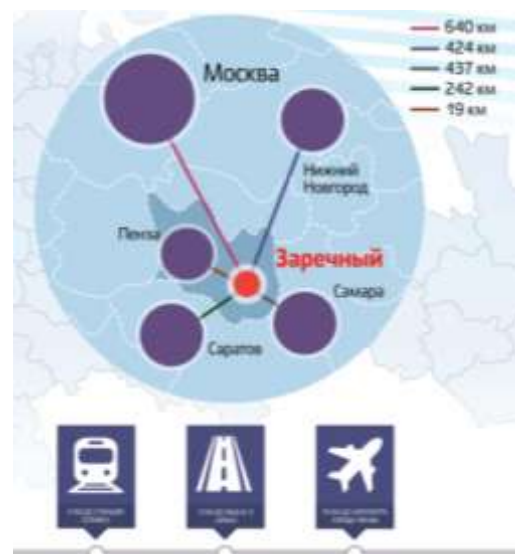 640 км
424 км
437 км
242 км
19 км
Москва
Нижний
Новгород
Пенза
Заречный
Самара
Саратов